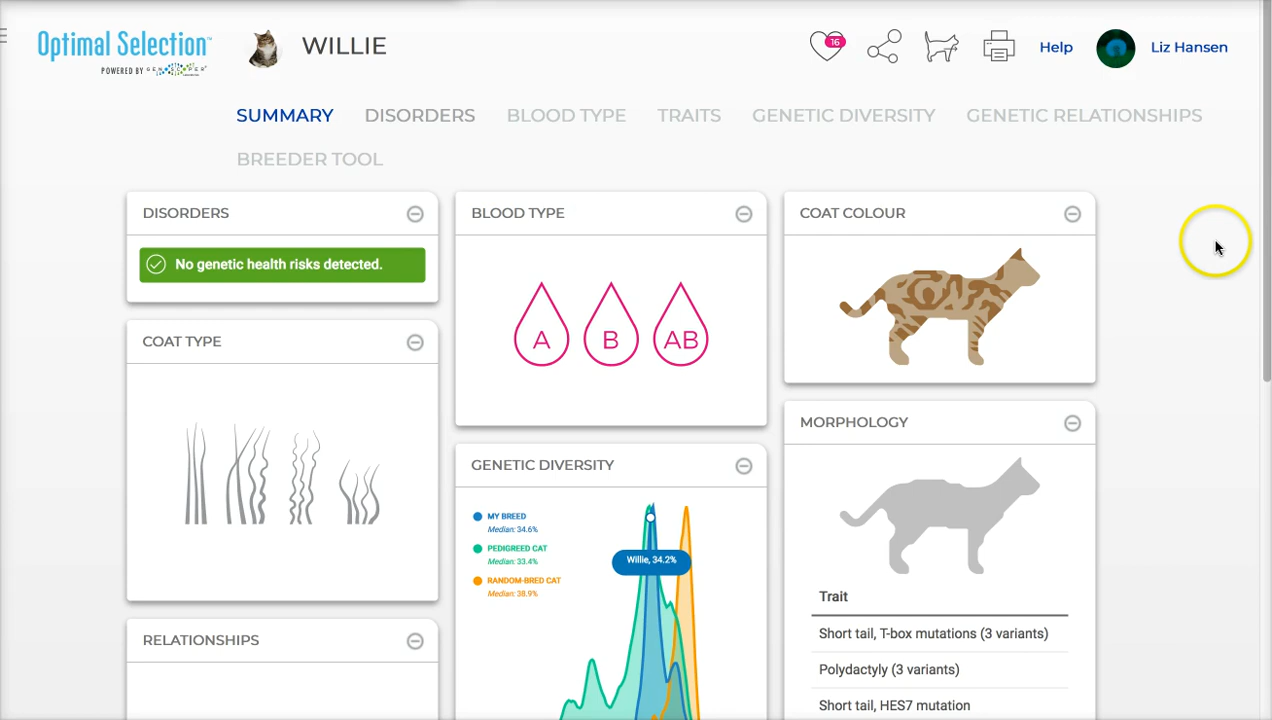 Optimal Selection™
POWERED BY GENOSCOPER
WILLIE
16
Help
Liz Hansen
SUMMARY
DISORDERS
BLOOD TYPE
TRAITS
GENETIC DIVERSITY
GENETIC RELATIONSHIPS
BREEDER TOOL
DISORDERS
No genetic health risks detected.
COAT TYPE
RELATIONSHIPS
BLOOD TYPE
A
B
AB
GENETIC DIVERSITY
MY BREED
Median: 34.6%
PEDIGREED CAT
Median: 33.4%
RANDOM-BRED CAT
Median: 38.9%
Willie, 34.2%
COAT COLOUR
MORPHOLOGY
Trait
Short tail, T-box mutations (3 variants)
Polydactyly (3 variants)
Short tail, HES7 mutation